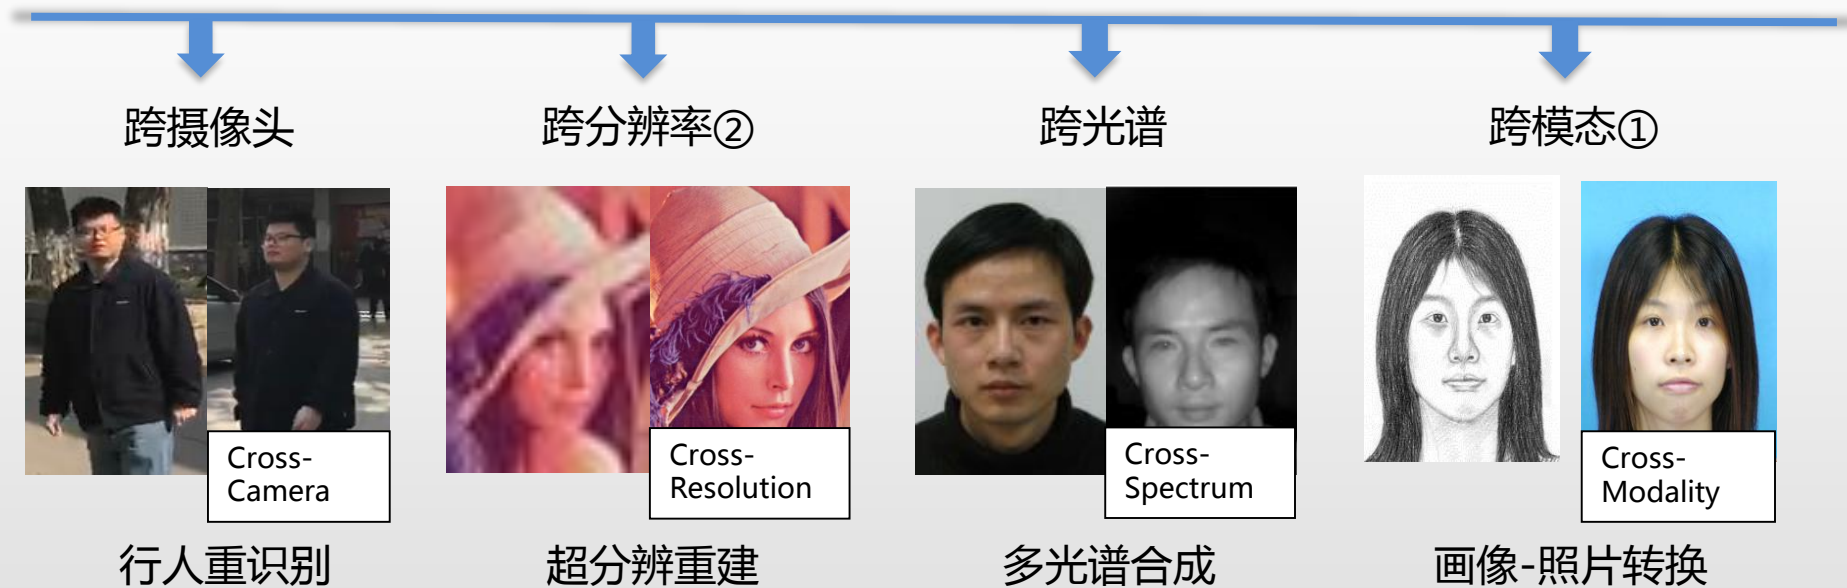 跨摄像头
跨分辨率②
跨光谱
跨模态①
Cross-
Camera
Cross-
Resolution
Cross-
Spectrum
Cross-
Modality
行人重识别
超分辨重建
多光谱合成
画像-照片转换